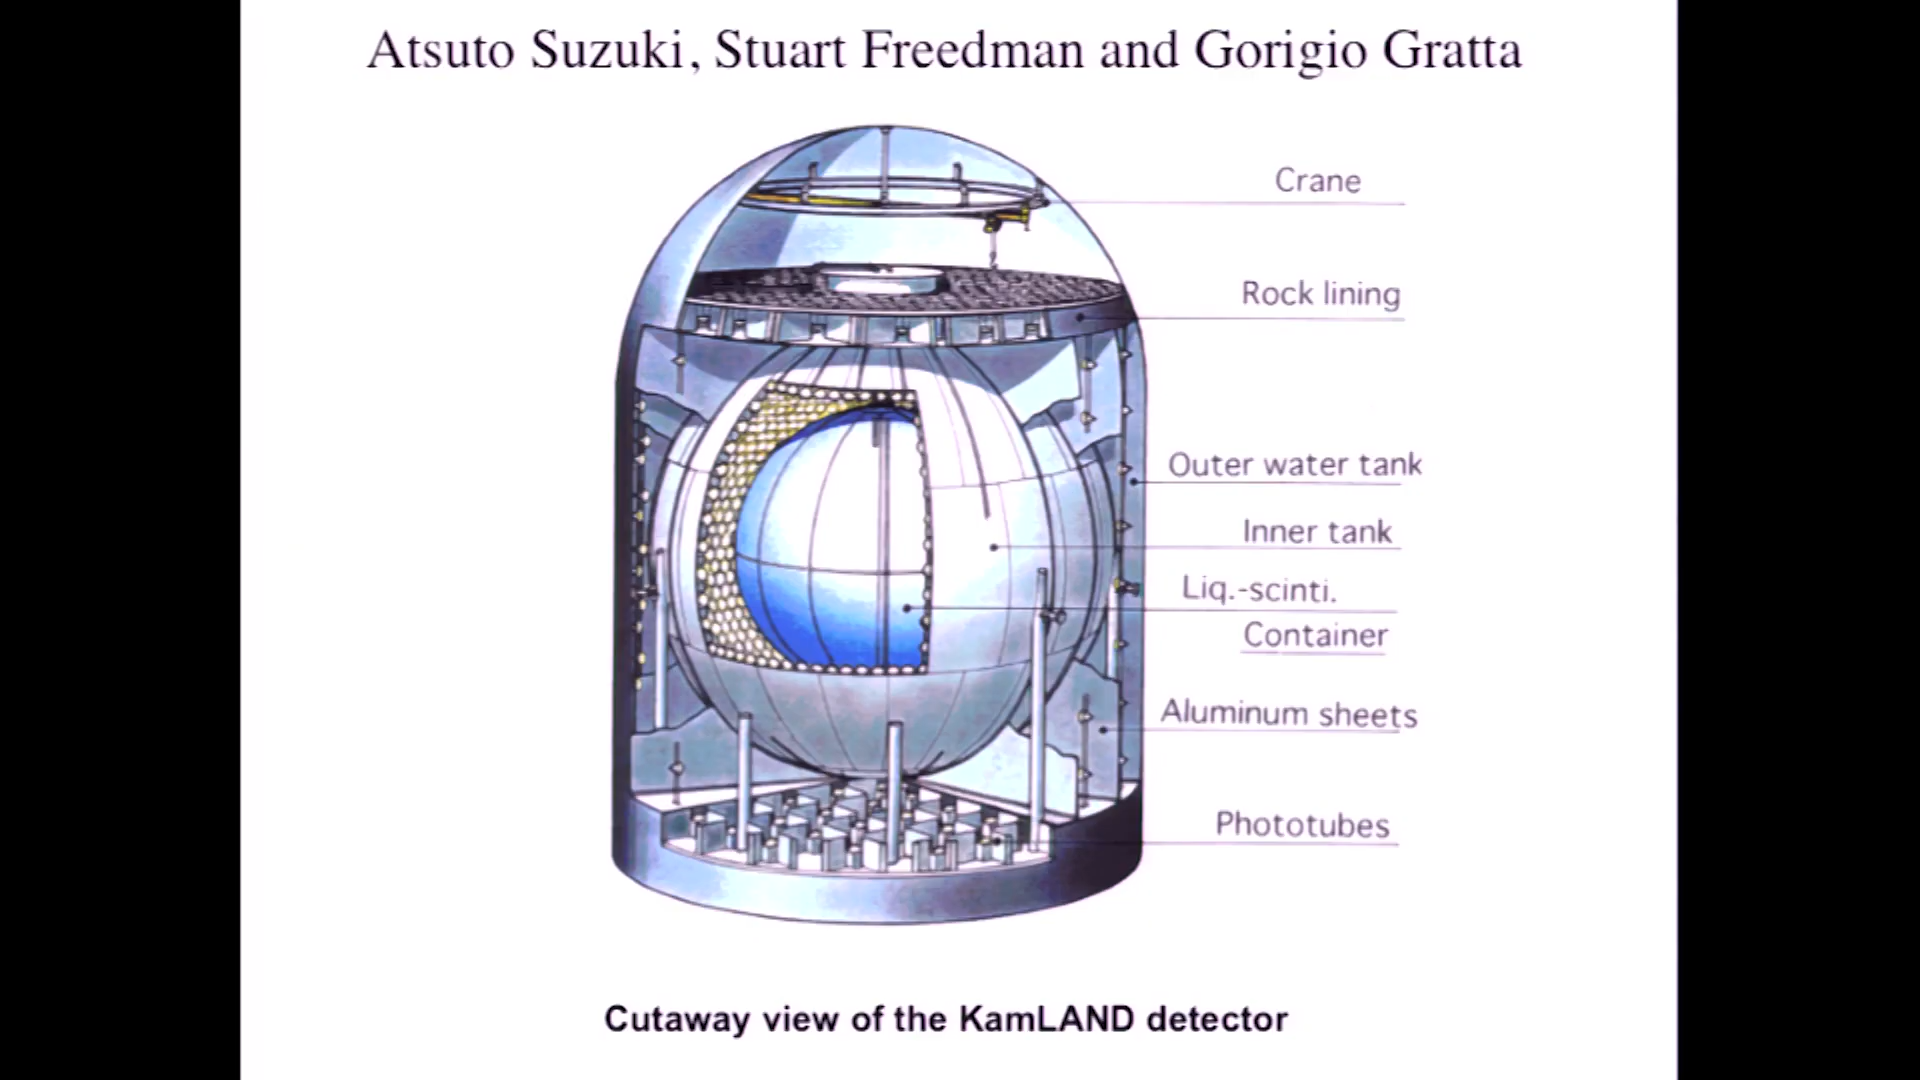 Atsuto Suzuki, Stuart Freedman and Gorigio Gratta
Crane
Rock lining
Outer water tank
Inner tank
Liq.-scinti.
Container
Aluminum sheets
Phototubes
Cutaway view of the KamLAND detector